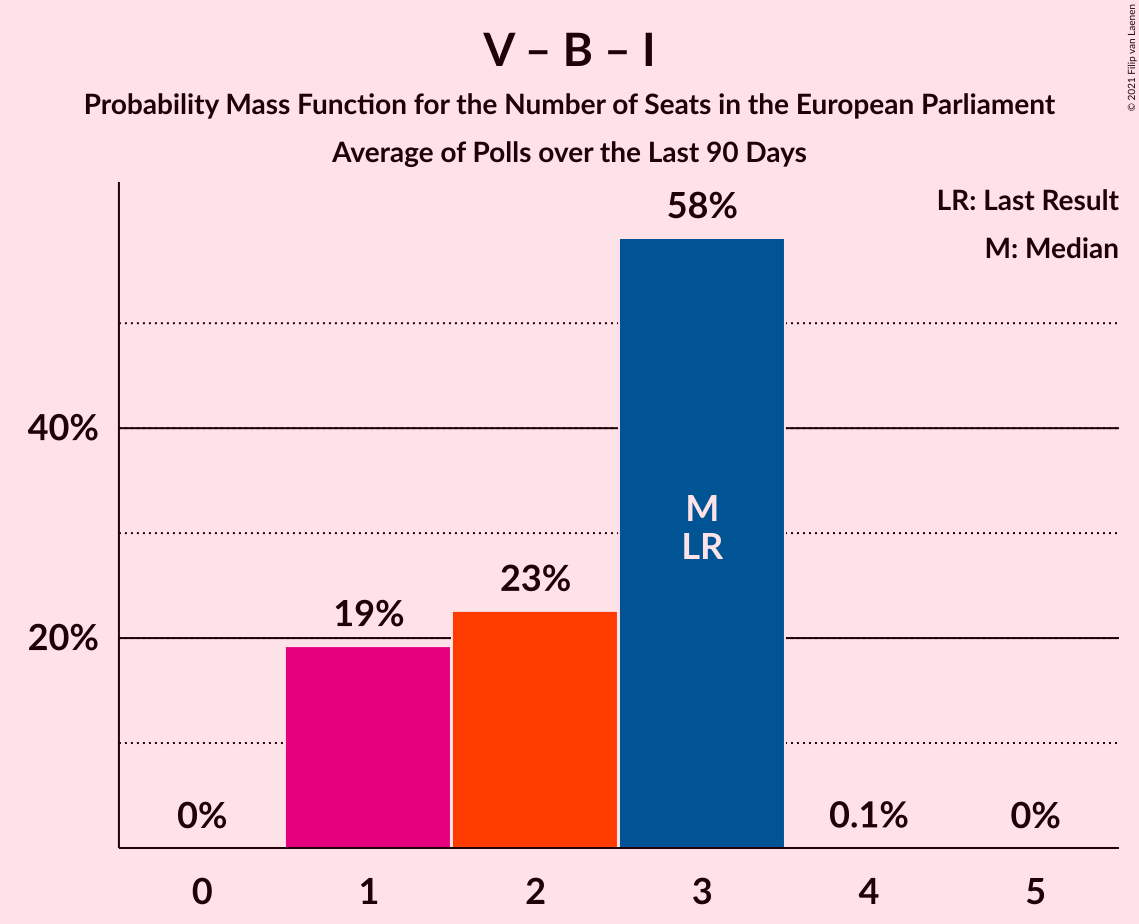 V – B – I
Probability Mass Function for the Number of Seats in the European Parliament
Average of Polls over the Last 90 Days
© 2021 Filip van Laenen
LR: Last Result
M: Median
58%
40%
M
LR
23%
19%
20%
0%
0.1%
0%
0 1 2 3 4 5